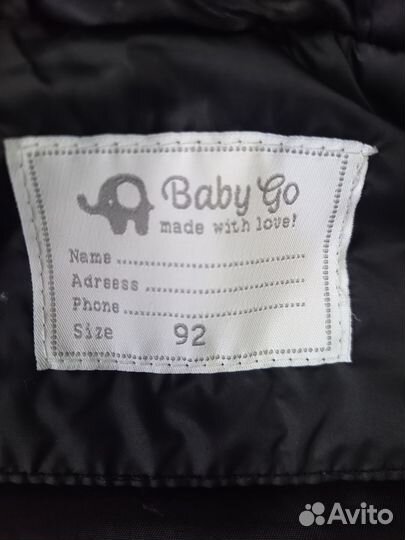 Baby Go
made with love!
Name
Adrsess
Phone
Size 92
Avito